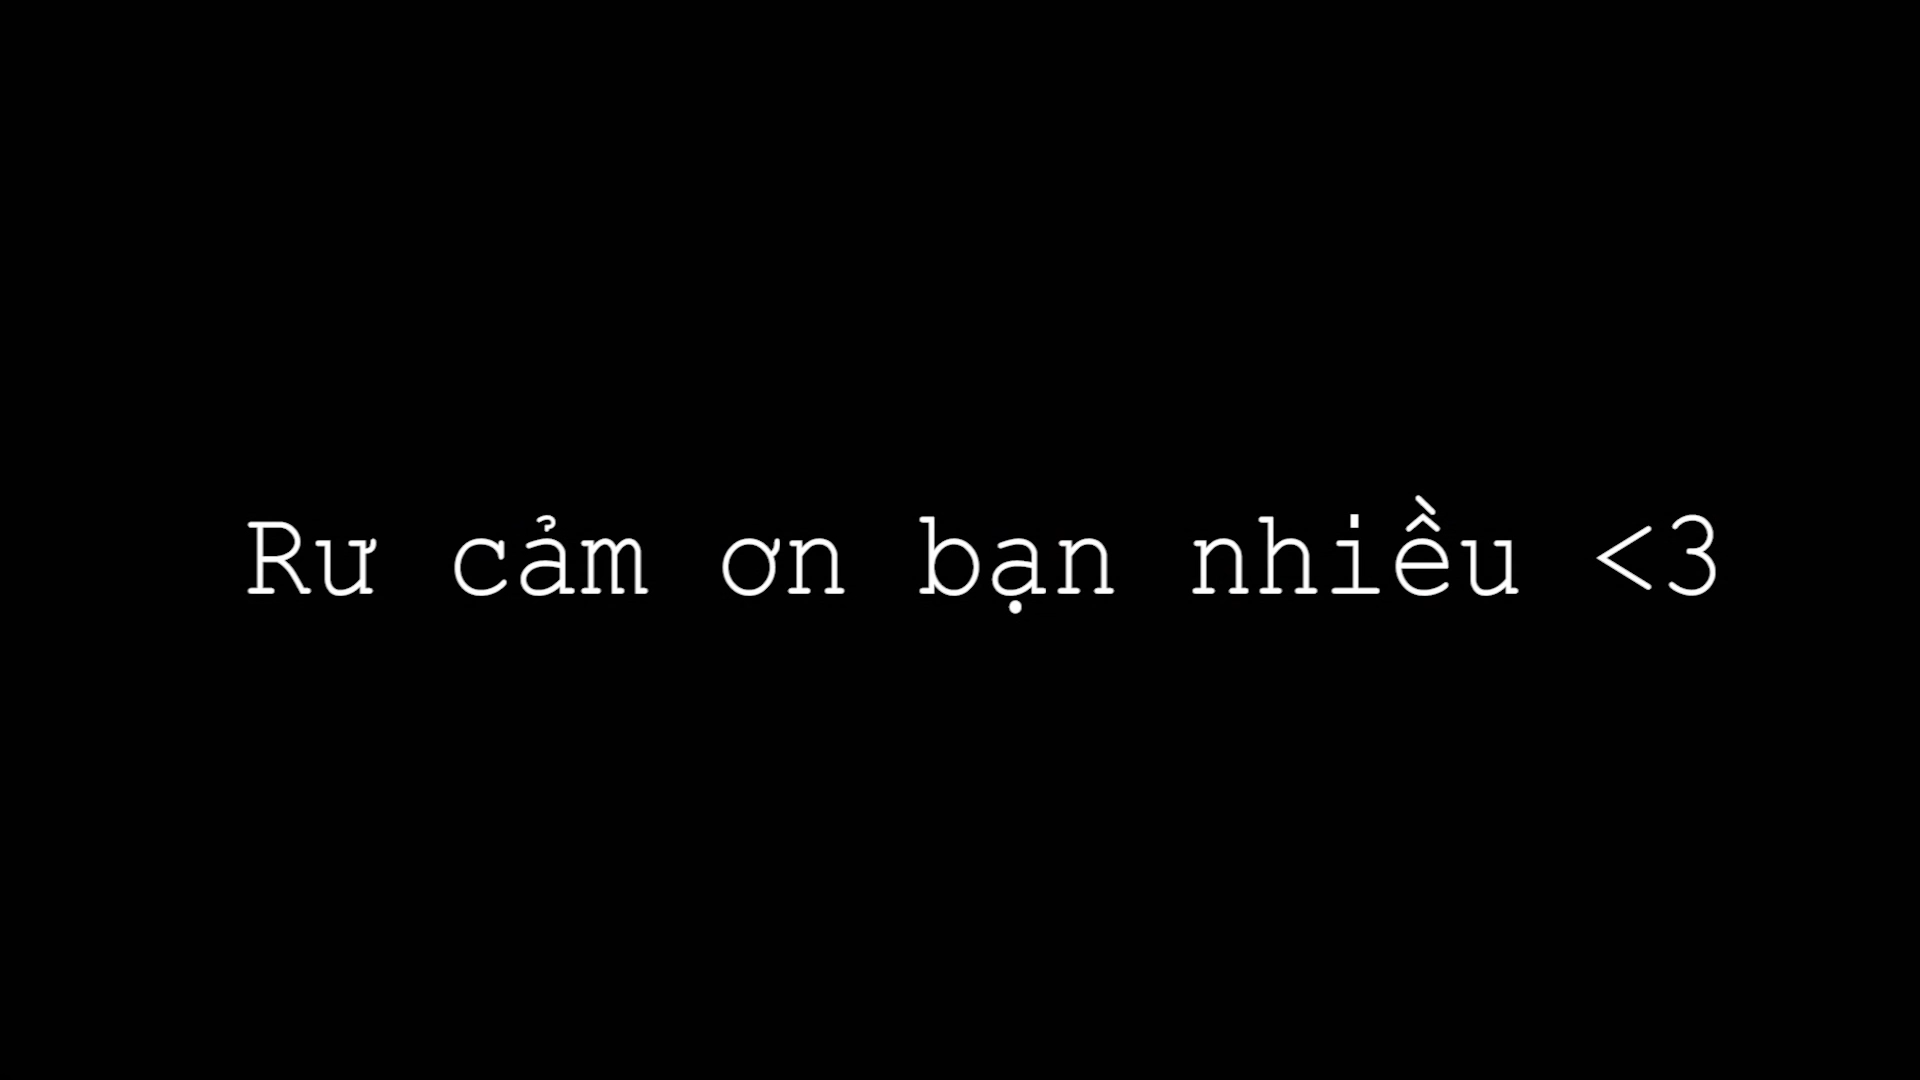 Rư cảm ơn bạn nhiều <3